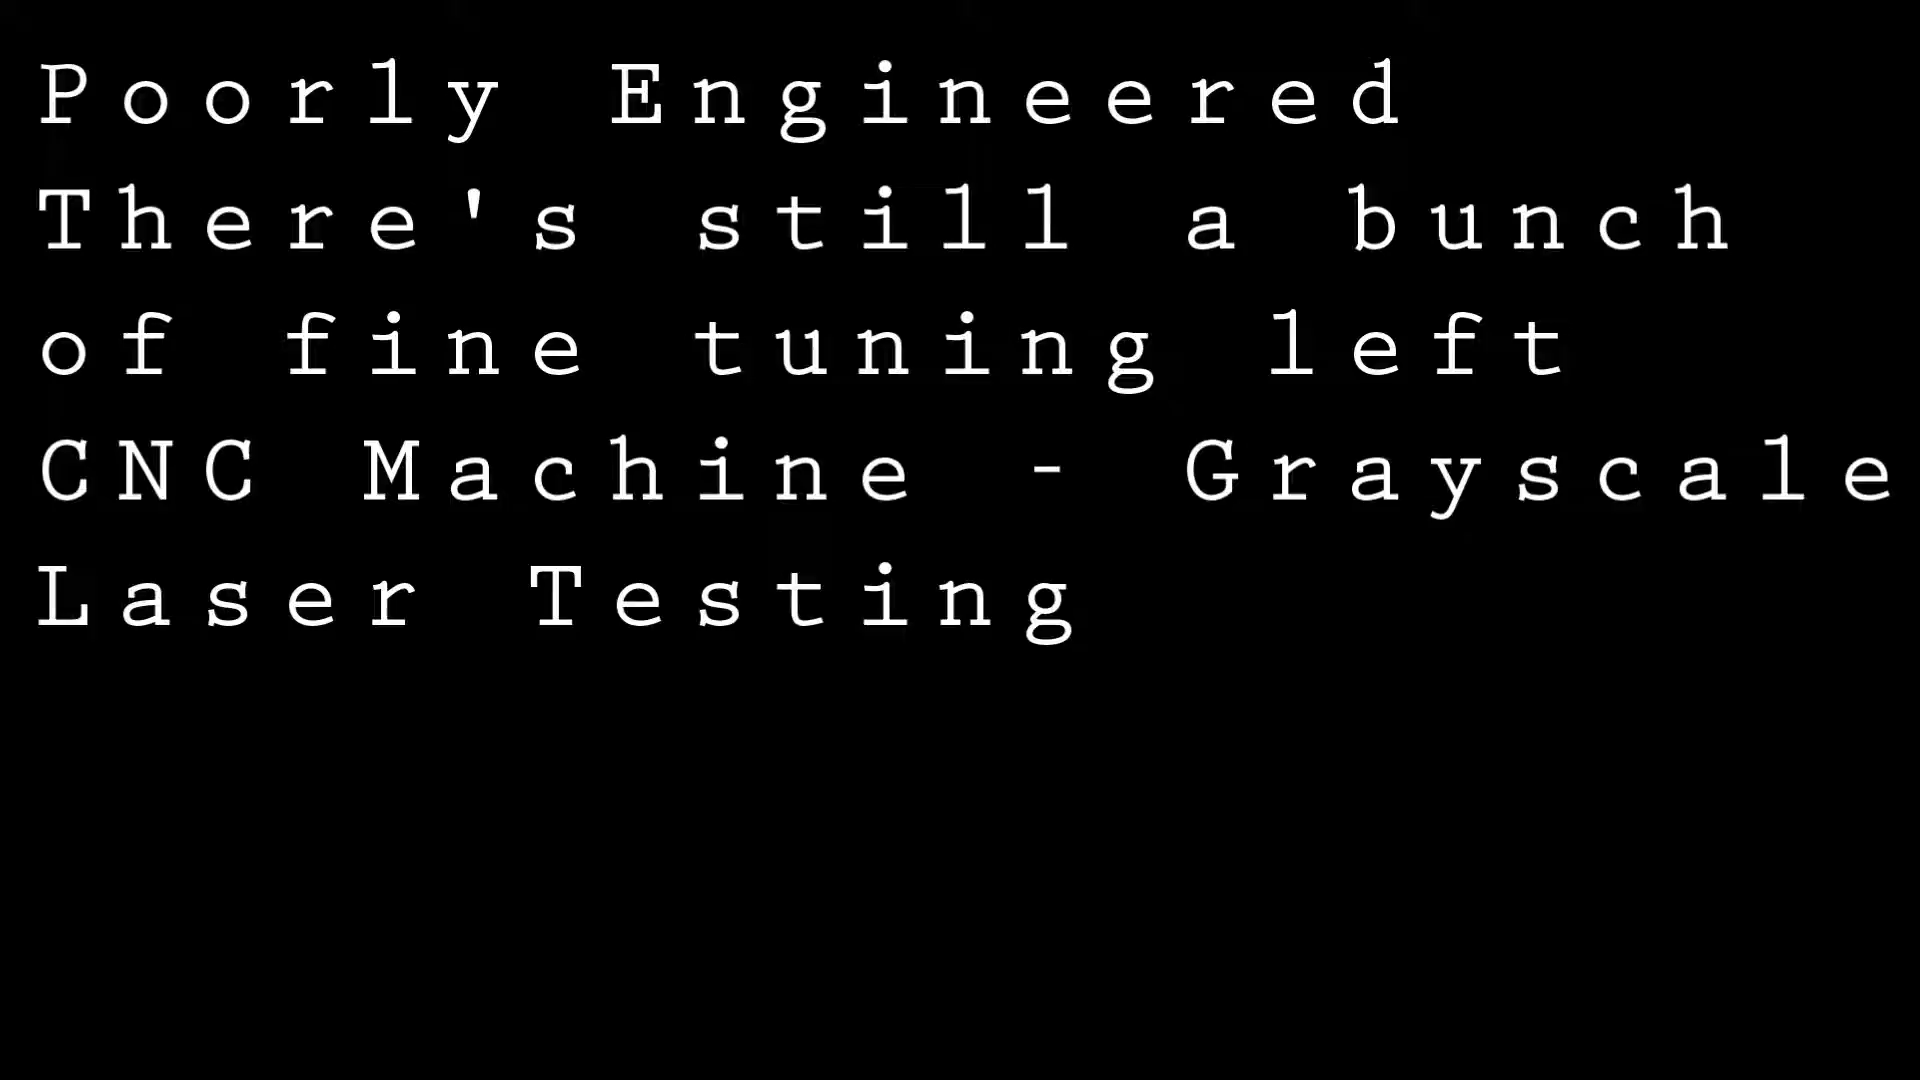 Poorly Engineered
There's still a bunch
of fine tuning left
CNC Machine - Grayscale
Laser Testing